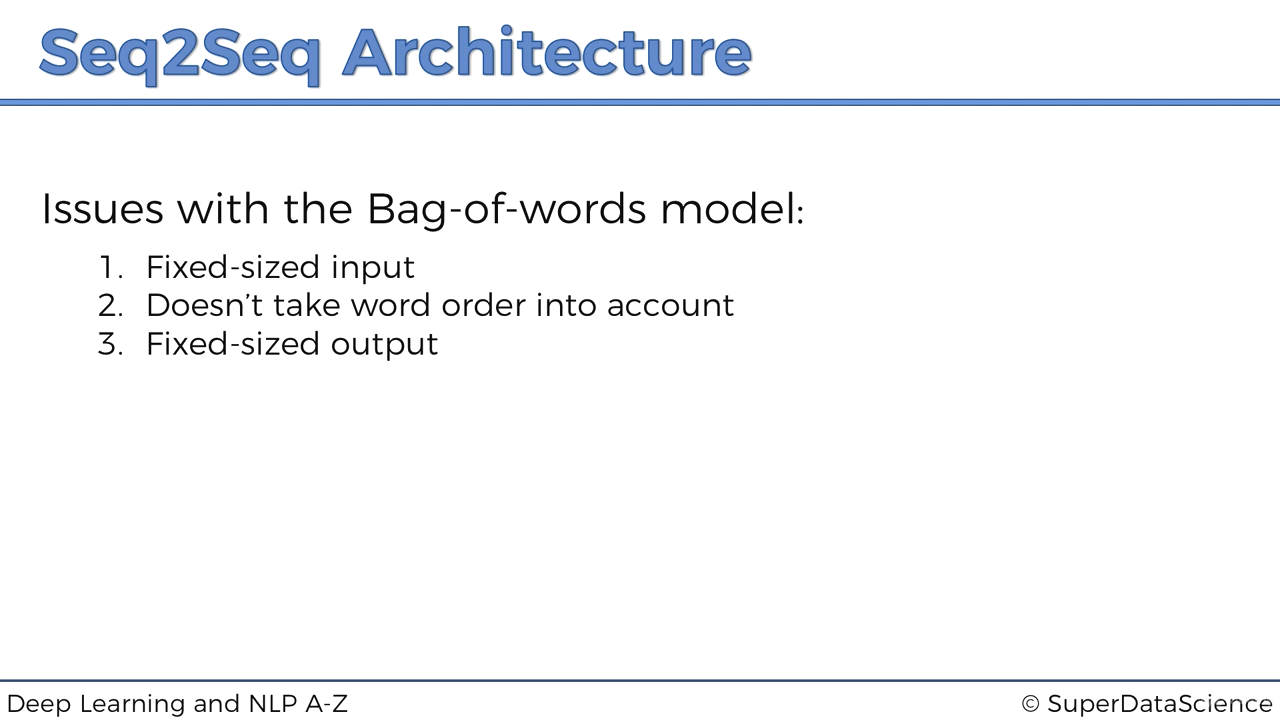 Seq2Seq Architecture
Issues with the Bag-of-words model:
1. Fixed-sized input
2. Doesn’t take word order into account
3. Fixed-sized output
Deep Learning and NLP A-Z
© SuperDataScience